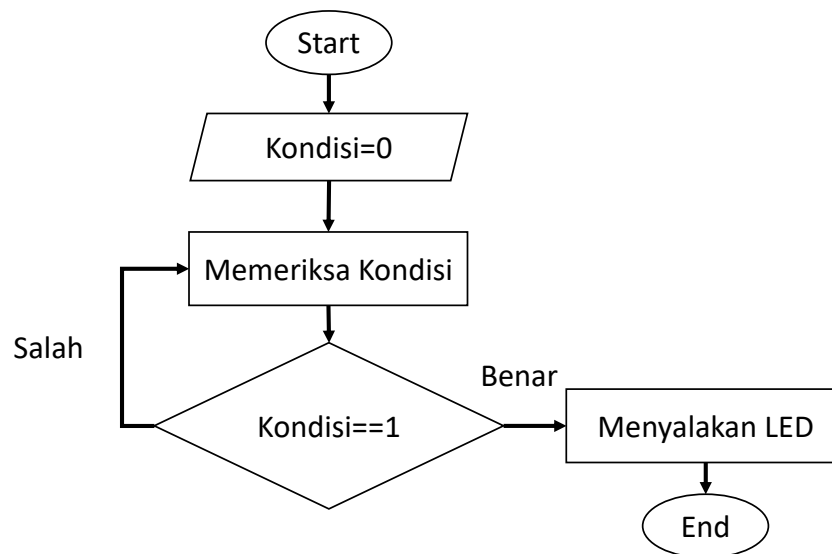 Start
Kondisi=0
Memeriksa Kondisi
Salah
Kondisi==1
Benar
Menyalakan LED
End